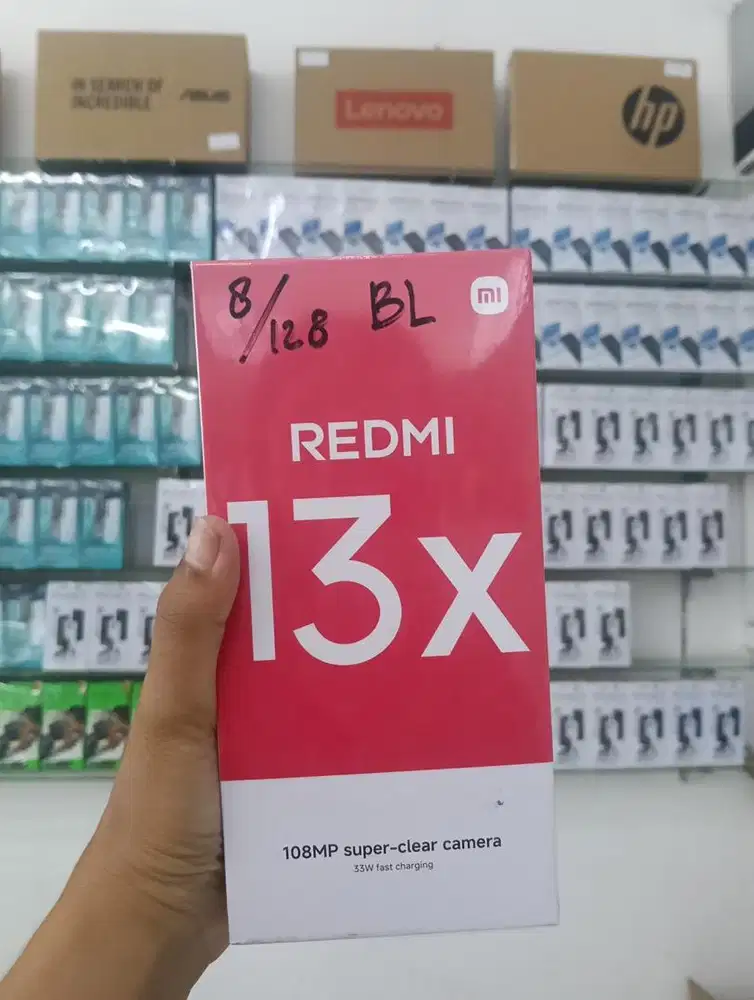 IN SEARCH OF
INCREDIBLE
ASUS
Lenovo
hp
8/128 BL
mi
REDMI
13x
108MP super-clear camera
33W fast charging